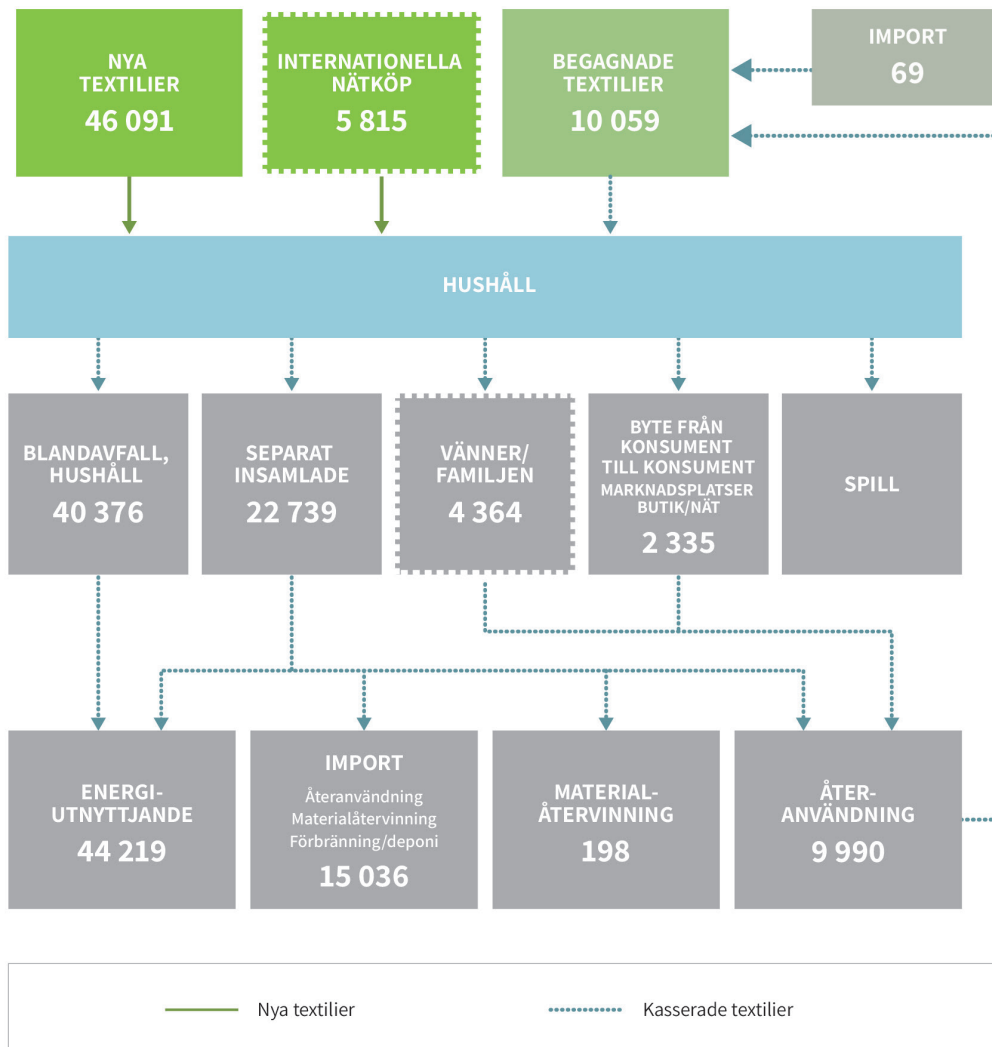 NYA
TEXTILIER
46 091
INTERNATIONELLA
NÄTKÖP
5 815
BEGAGNADE
TEXTILIER
10 059
IMPORT
69
HUSHÅLL
BLANDAVFALL,
HUSHÅLL
40 376
SEPARAT
INSAMLADE
22 739
VÄNNER/
FAMILJEN
4 364
BYTE FRÅN
KONSUMENT
TILL KONSUMENT
MARKNADSPLATSER
BUTIK/NÄT
2 335
SPILL
ENERGI-
UTNYTTJANDE
44 219
IMPORT
Återanvändning
Materialåtervinning
Förbränning/deponi
15 036
MATERIAL-
ÅTERVINNING
198
ÅTER-
ANVÄNDNING
9 990
Nya textilier
Kasserade textilier